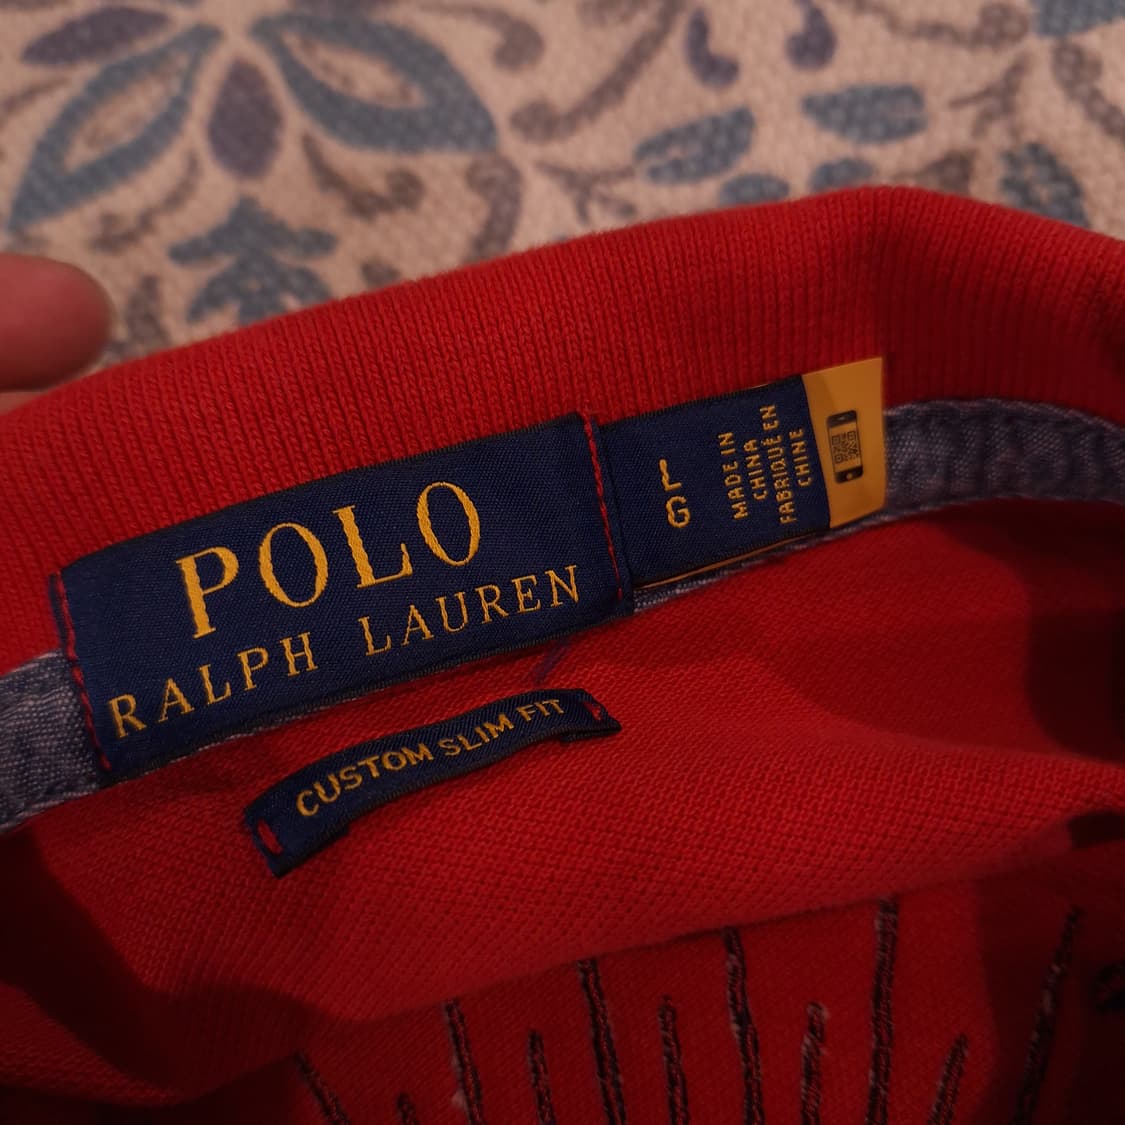 POLO
RALPH LAUREN
L
G
MADE IN
CHINA
FABRIQUÉ EN
CHINE
CUSTOM SLIM FIT